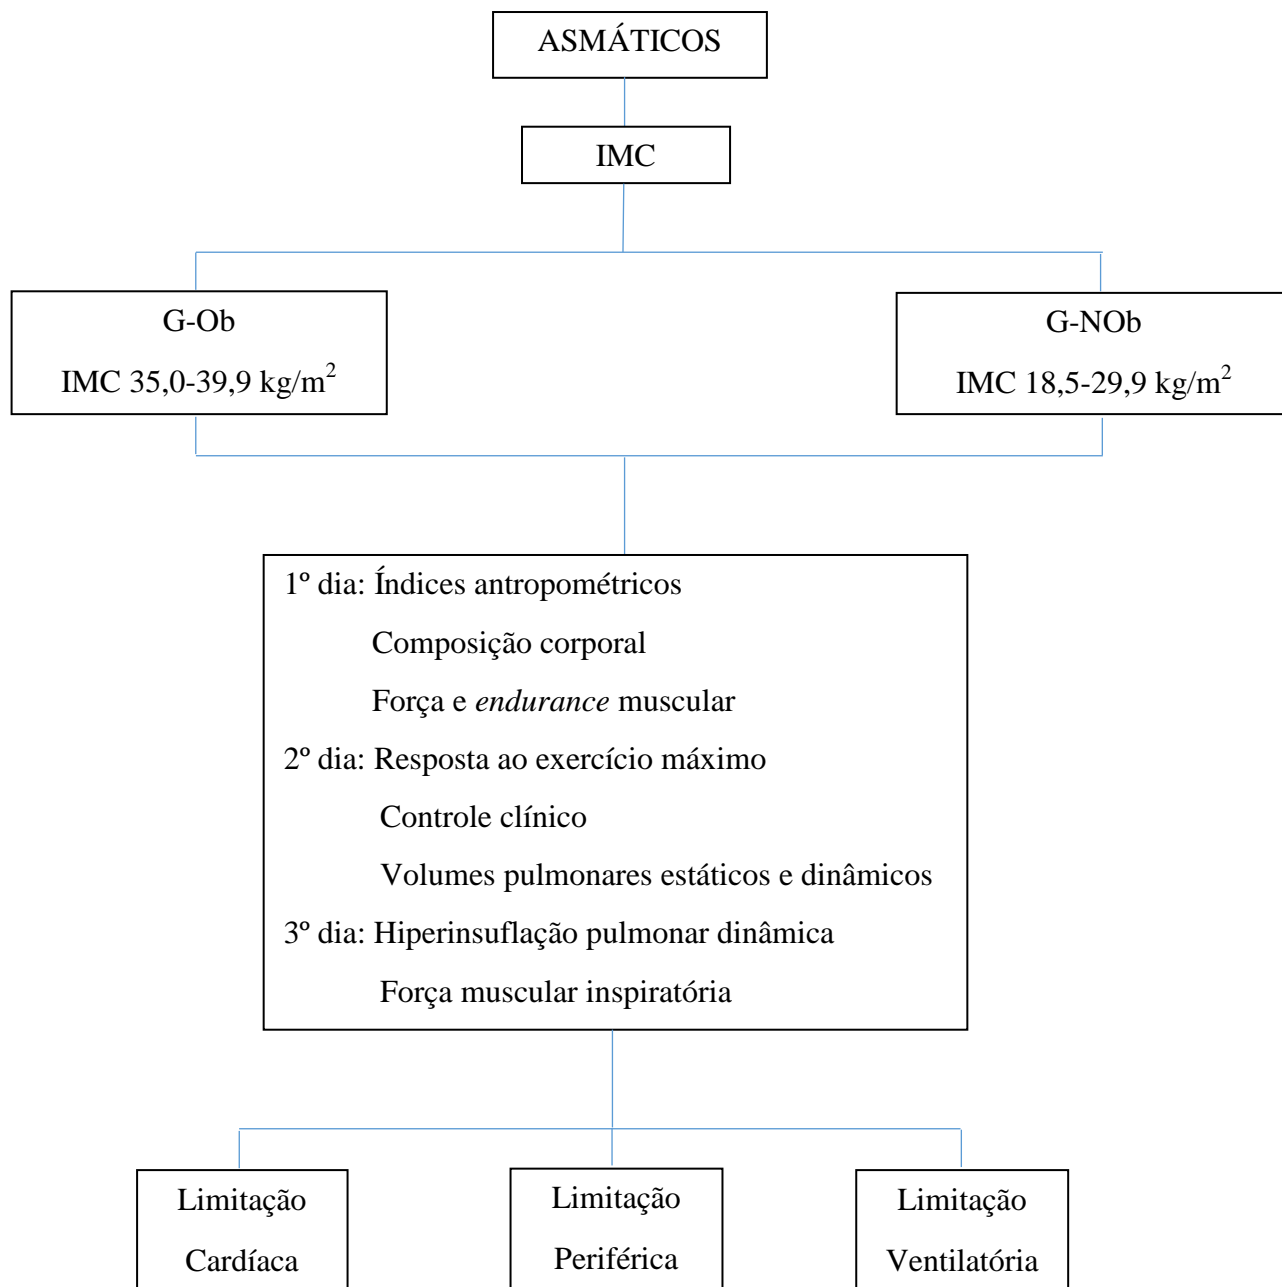 ASMÁTICOS
IMC
G-Ob
IMC 35,0-39,9 kg/m²
G-NOb
IMC 18,5-29,9 kg/m²
1º dia: Índices antropométricos
Composição corporal
Força e endurance muscular
2º dia: Resposta ao exercício máximo
Controle clínico
Volumes pulmonares estáticos e dinâmicos
3º dia: Hiperinsuflação pulmonar dinâmica
Força muscular inspiratória
Limitação
Cardíaca
Limitação
Periférica
Limitação
Ventilatória